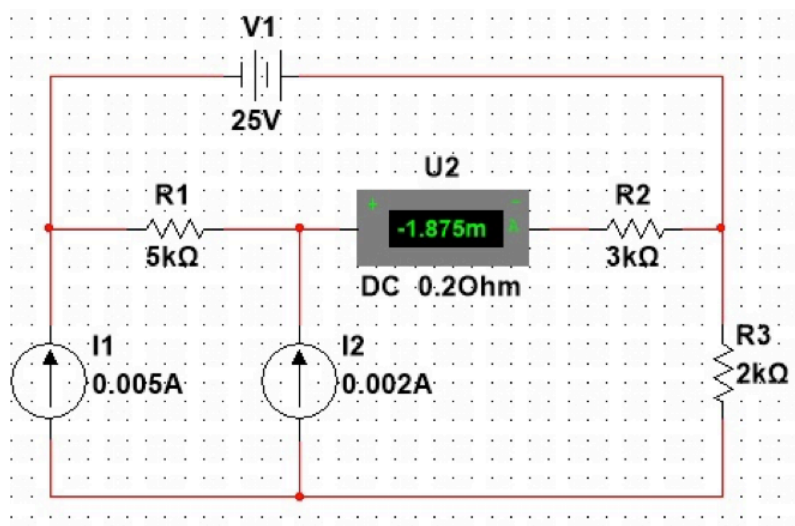 V1
25V
U2
R1
+
-
R2
-1.875m
A
5kΩ
3kΩ
DC 0.2Ohm
I1
I2
R3
0.005A
0.002A
2kΩ